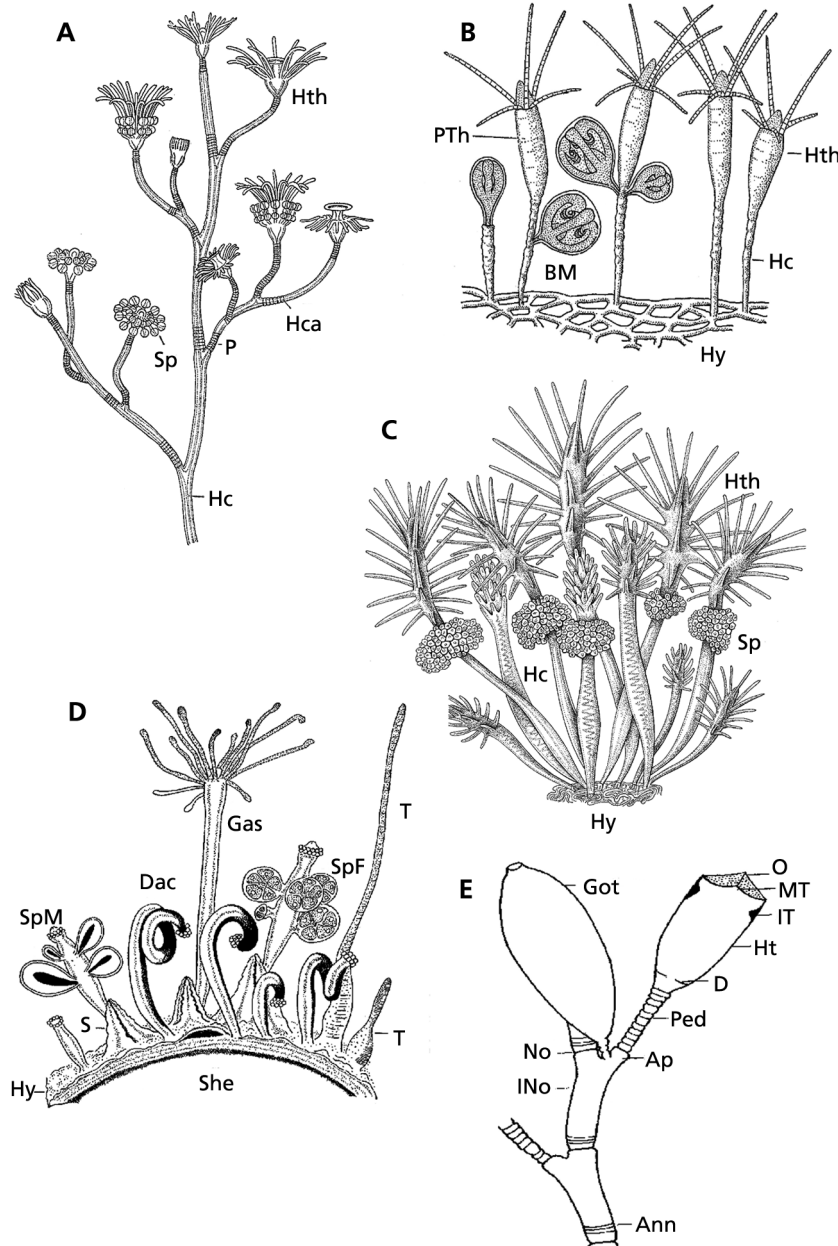 A
Hth
Sp
P
Hca
Hc
B
PTh
Hth
BM
Hc
Hy
C
Hth
Sp
Hc
Hy
D
Gas
T
Dac
SpF
SpM
S
T
Hy
She
E
Got
O
MT
IT
Ht
D
Ped
No
Ap
INo
Ann